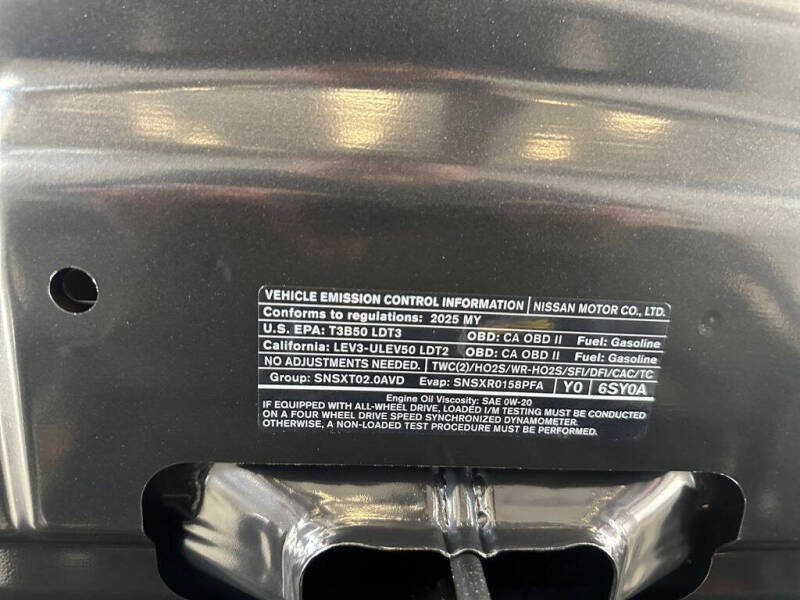 VEHICLE EMISSION CONTROL INFORMATION NISSAN MOTOR CO., LTD.
Conforms to regulations: 2025 MY
U.S. EPA: T3B50 LDT3 OBD: CA OBD II Fuel: Gasoline
California: LEV3-ULEV50 LDT2 OBD: CA OBD II Fuel: Gasoline
NO ADJUSTMENTS NEEDED. TWC(2)/HO2S/WR-HO2S/SFI/DFI/CAC/TC
Group: SNSXT02.0AVD Evap: SNSXR0158PFA Y0 6SY0A
Engine Oil Viscosity: SAE 0W-20
IF EQUIPPED WITH ALL-WHEEL DRIVE, LOADED I/M TESTING MUST BE CONDUCTED
ON A FOUR WHEEL DRIVE SPEED SYNCHRONIZED DYNAMOMETER.
OTHERWISE, A NON-LOADED TEST PROCEDURE MUST BE PERFORMED.